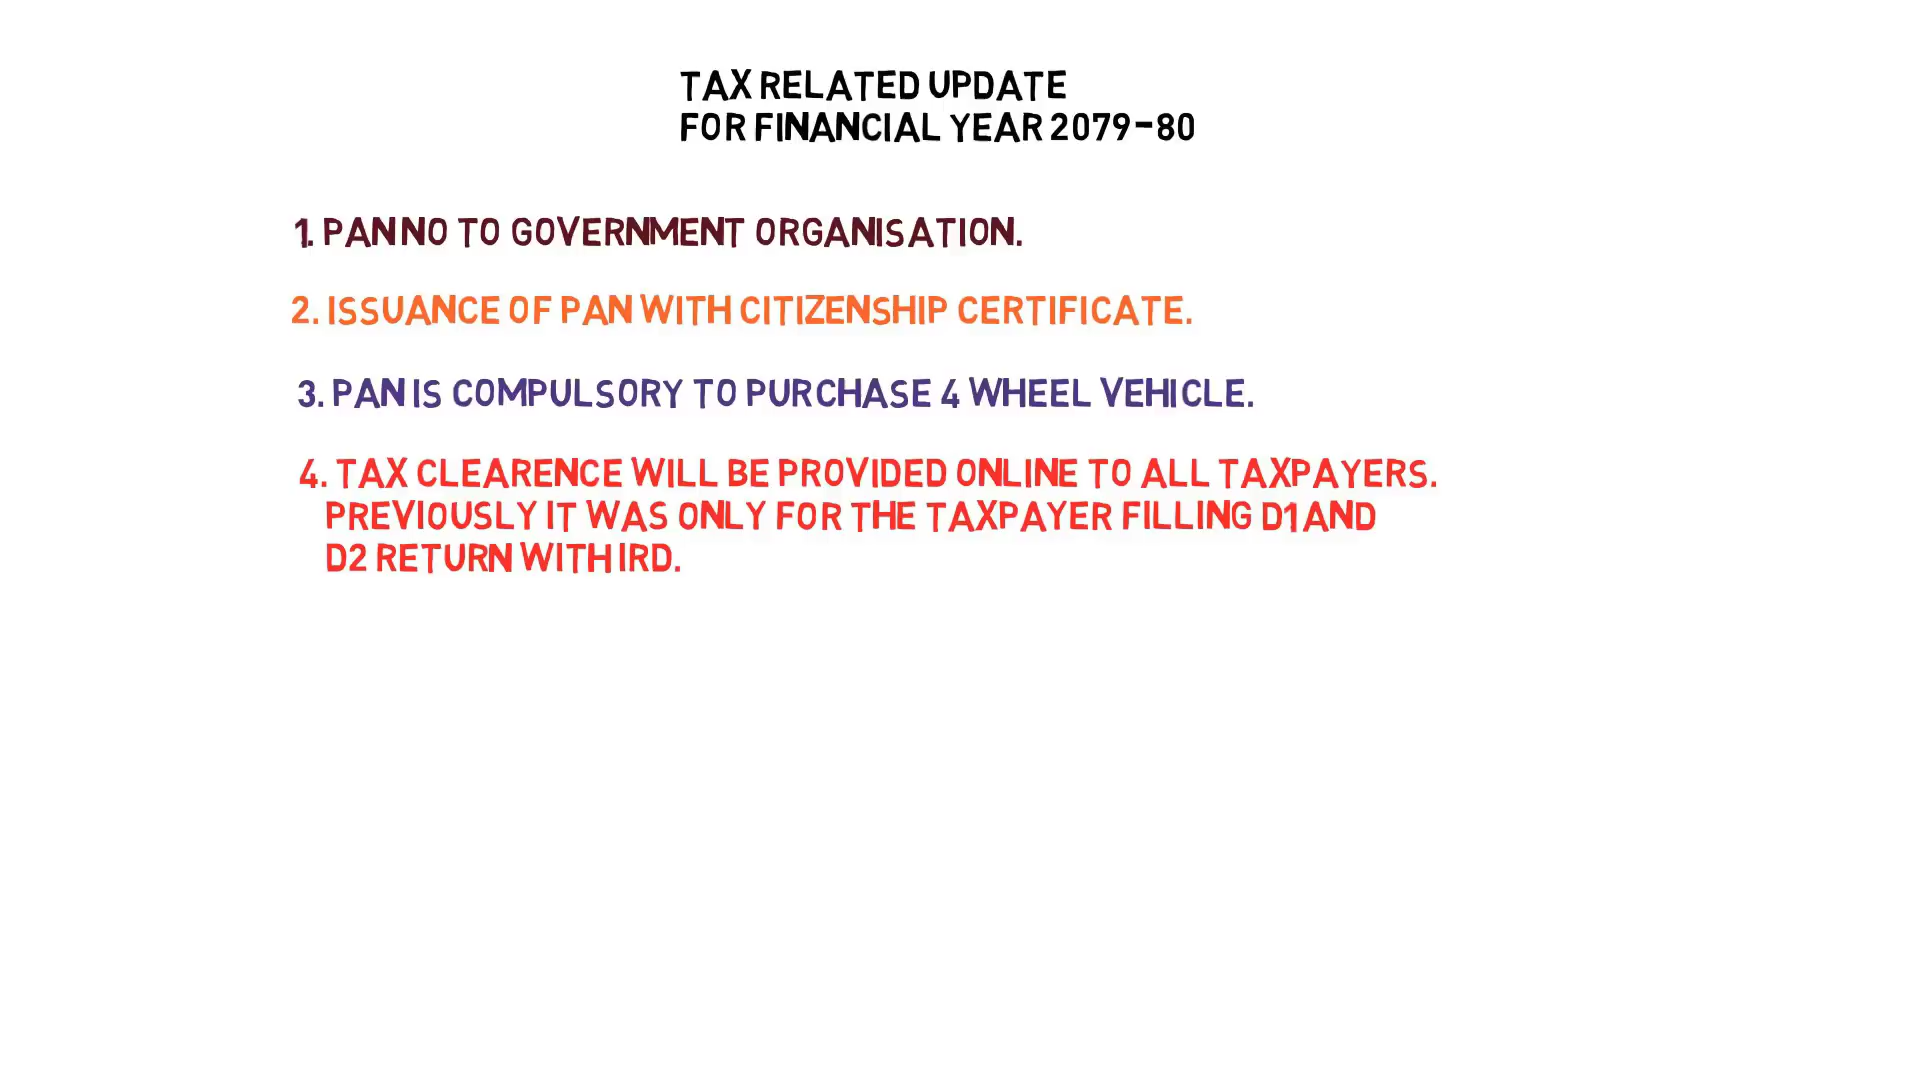 TAX RELATED UPDATE
FOR FINANCIAL YEAR 2079-80
1. PAN NO TO GOVERNMENT ORGANISATION.
2. ISSUANCE OF PAN WITH CITIZENSHIP CERTIFICATE.
3. PAN IS COMPULSORY TO PURCHASE 4 WHEEL VEHICLE.
4. TAX CLEARENCE WILL BE PROVIDED ONLINE TO ALL TAXPAYERS.
PREVIOUSLY IT WAS ONLY FOR THE TAXPAYER FILLING D1 AND
D2 RETURN WITH IRD.